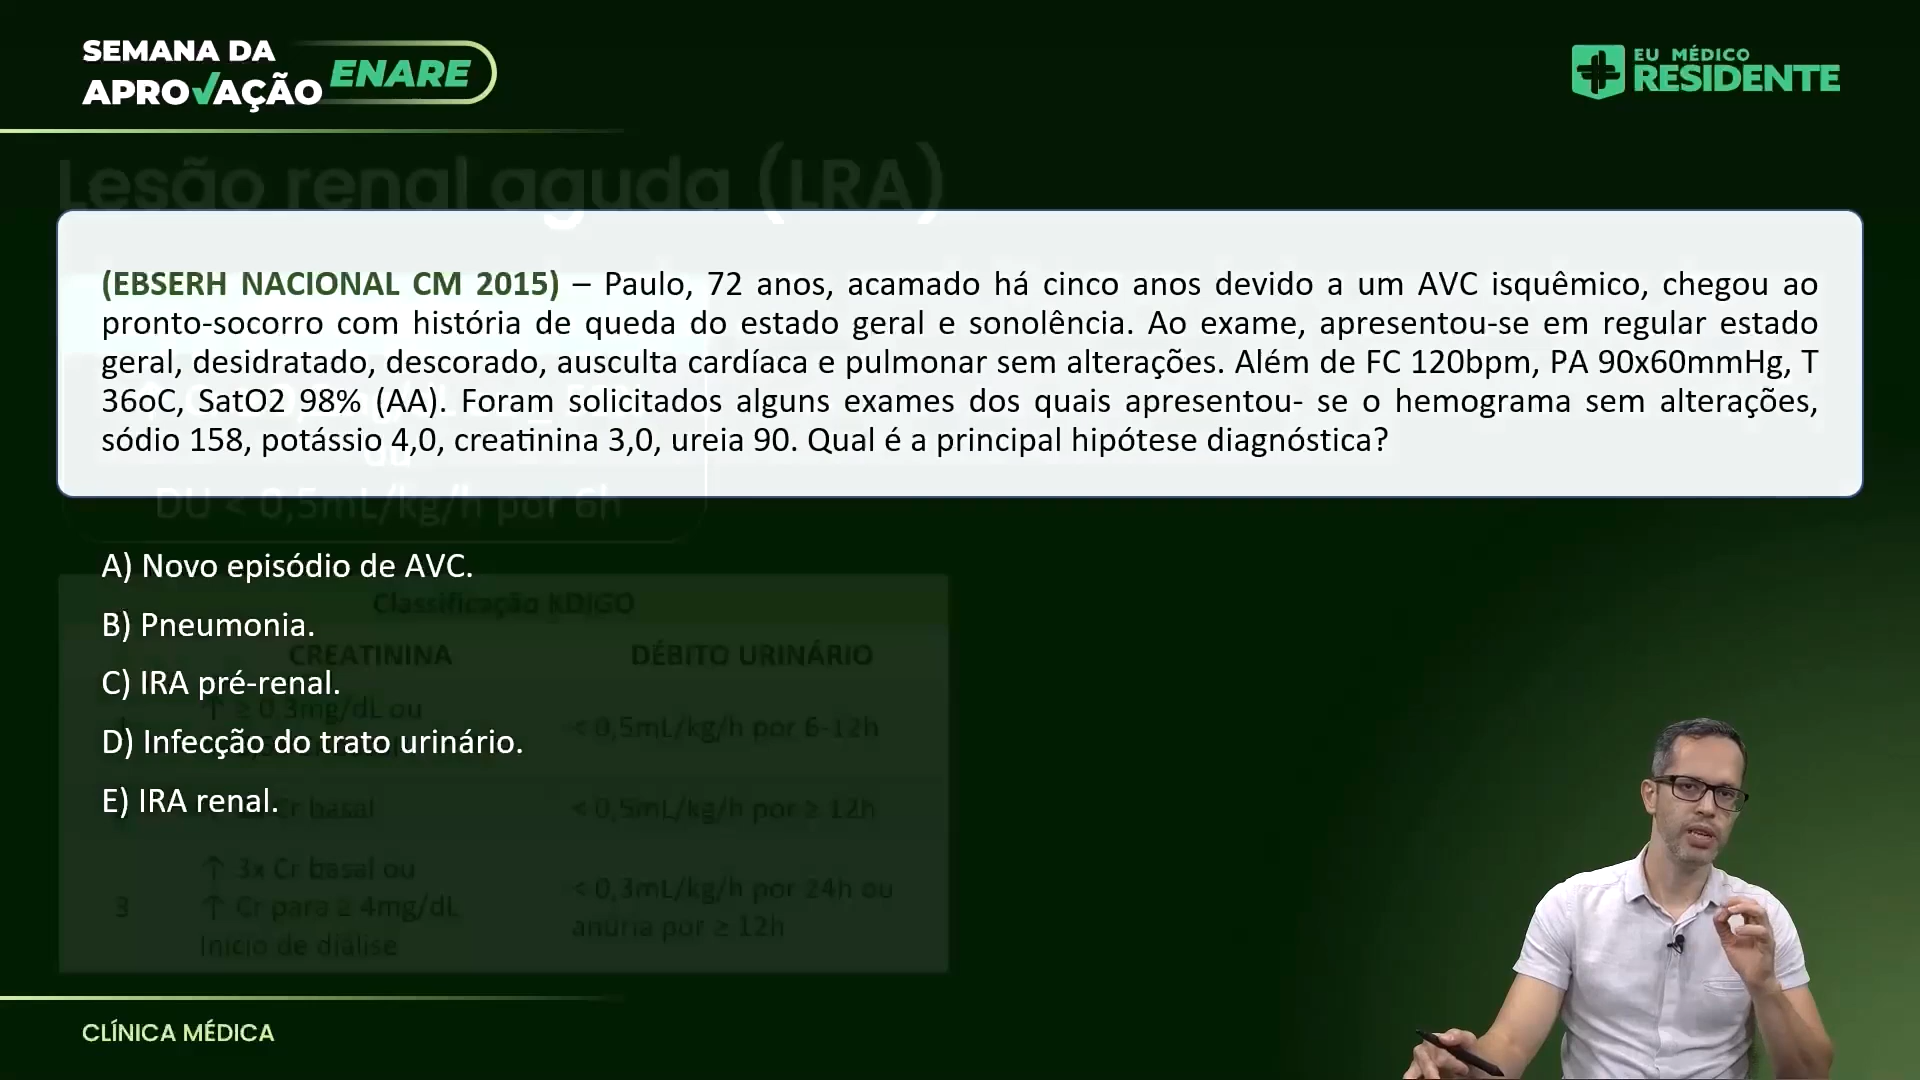 SEMANA DA
APROVAÇÃO ENARE
EU MÉDICO
RESIDENTE
Lesão renal aguda (LRA)
(EBSERH NACIONAL CM 2015) – Paulo, 72 anos, acamado há cinco anos devido a um AVC isquêmico, chegou ao
pronto-socorro com história de queda do estado geral e sonolência. Ao exame, apresentou-se em regular estado
geral, desidratado, descorado, ausculta cardíaca e pulmonar sem alterações. Além de FC 120bpm, PA 90x60mmHg, T
36oC, SatO2 98% (AA). Foram solicitados alguns exames dos quais apresentou- se o hemograma sem alterações,
sódio 158, potássio 4,0, creatinina 3,0, ureia 90. Qual é a principal hipótese diagnóstica?
ou
DU < 0,5mL/kg/h por 6h
A) Novo episódio de AVC.
Classificação KDIGO
B) Pneumonia.
CREATININA DÉBITO URINÁRIO
C) IRA pré-renal.
↑ ≥ 0,3mg/dL ou
< 0,5mL/kg/h por 6-12h
D) Infecção do trato urinário.
E) IRA renal.
Cr basal < 0,5mL/kg/h por ≥ 12h
↑ 3x Cr basal ou
< 0,3mL/kg/h por 24h ou
3 ↑ Cr para ≥ 4mg/dL
anúria por ≥ 12h
Início de diálise
CLÍNICA MÉDICA